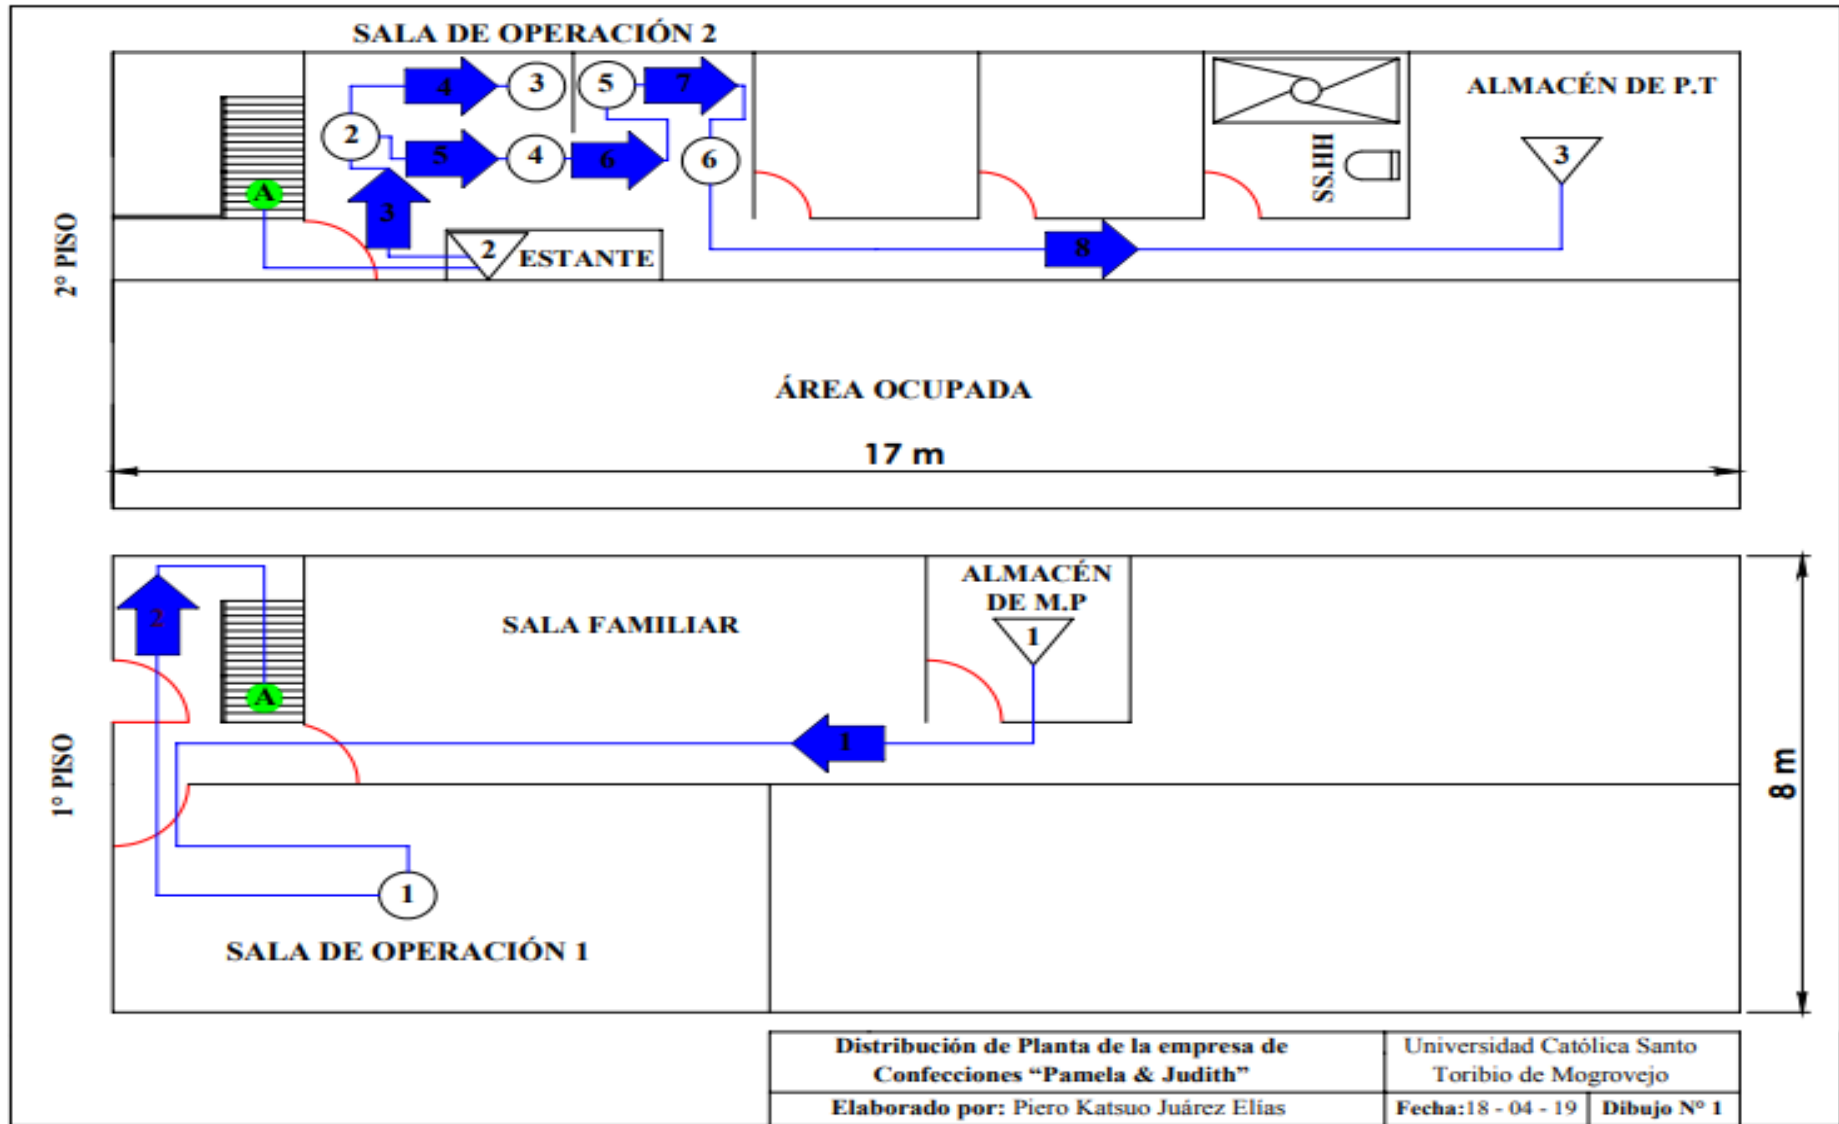 SALA DE OPERACIÓN 2
4
3
5
7
ALMACÉN DE P.T
2
5
4
6
6
SS.HH
3
A
3
2
ESTANTE
8
2° PISO
ÁREA OCUPADA
17 m
2
SALA FAMILIAR
ALMACÉN
DE M.P
1
A
1
1° PISO
8 m
1
SALA DE OPERACIÓN 1
Distribución de Planta de la empresa de
Confecciones “Pamela & Judith”
Universidad Católica Santo
Toribio de Mogrovejo
Elaborado por: Piero Katsuo Juárez Elías
Fecha:18 - 04 - 19
Dibujo N° 1